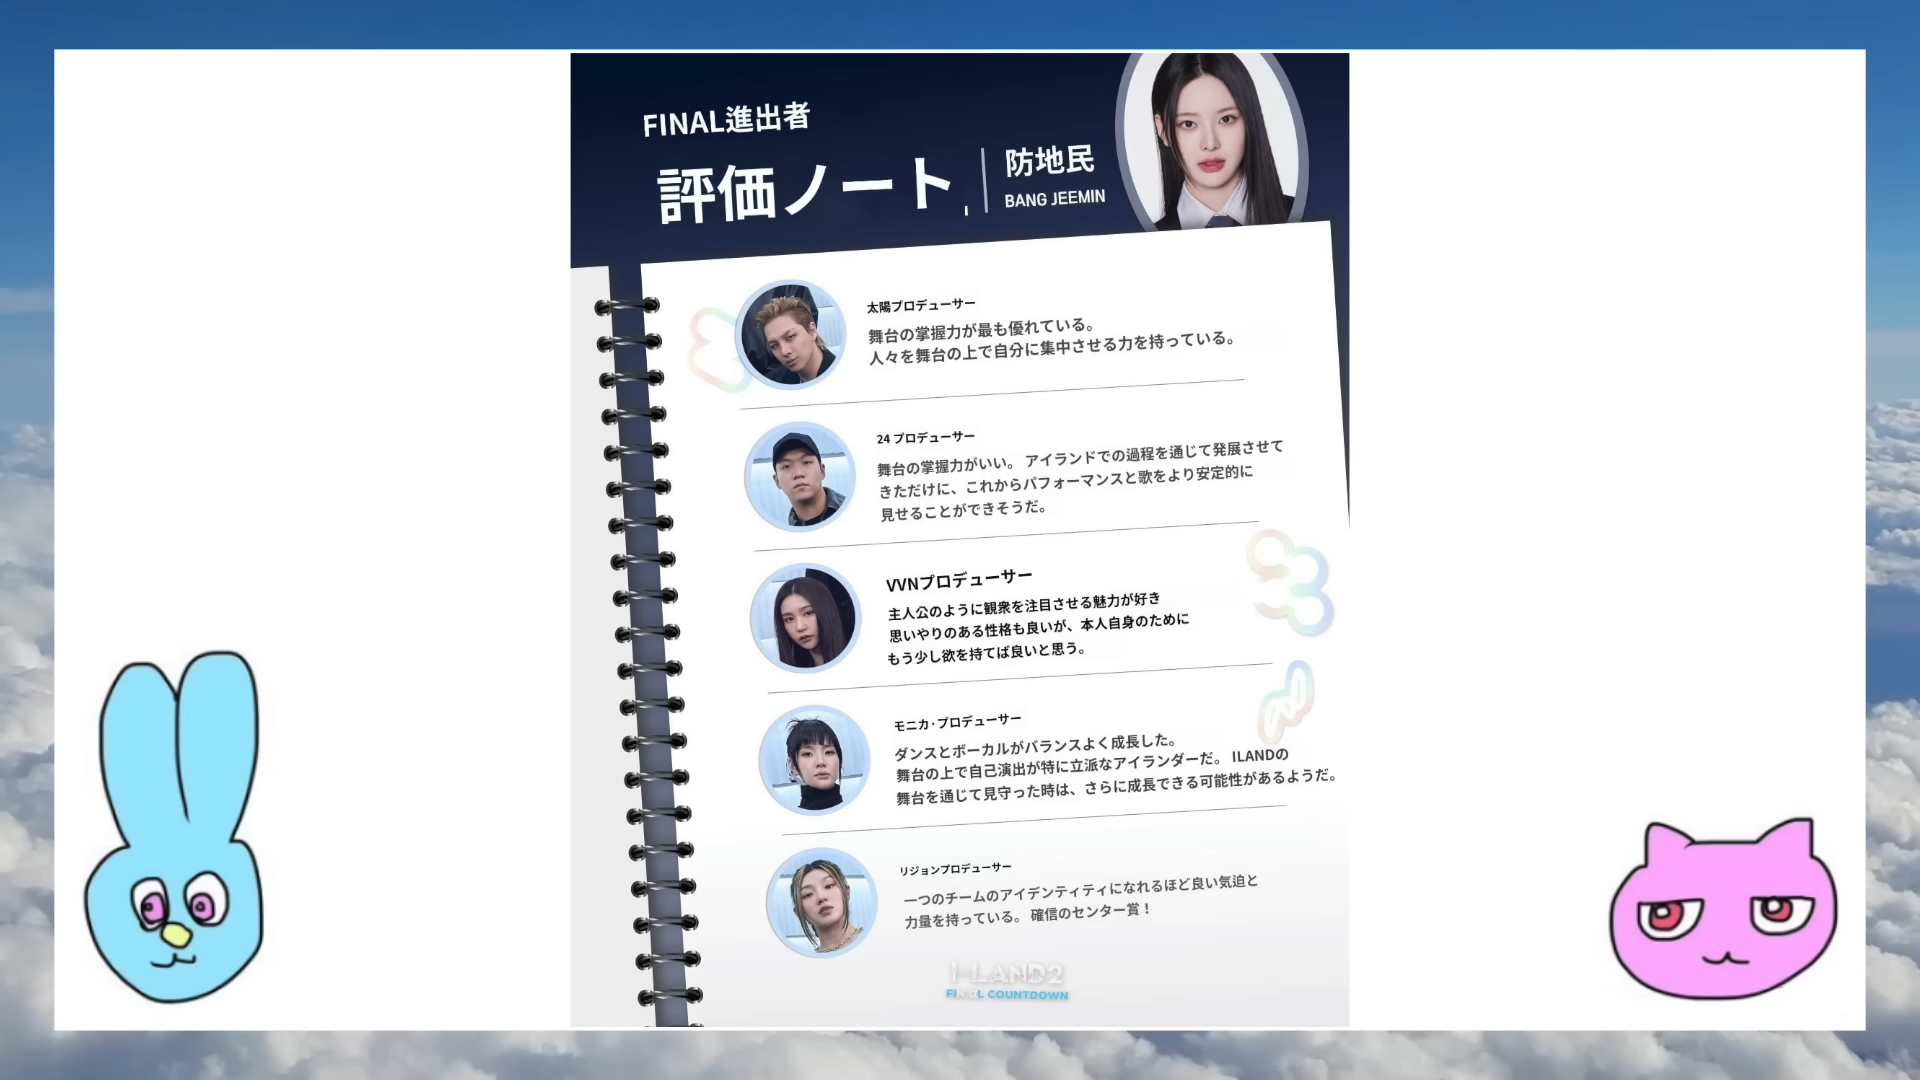 FINAL進出者
評価ノート
防地民
BANG JEEMIN
太陽プロデューサー
舞台の掌握力が最も優れている。
人々を舞台の上で自分に集中させる力を持っている。
24 プロデューサー
舞台の掌握力がいい。 アイランドでの過程を通じて発展させて
きただけに、これからパフォーマンスと歌をより安定的に
見せることができそうだ。
VVNプロデューサー
主人公のように観衆を注目させる魅力が好き
思いやりのある性格も良いが、本人自身のために
もう少し欲を持てば良いと思う。
モニカ·プロデューサー
ダンスとボーカルがバランスよく成長した。
舞台の上で自己演出が特に立派なアイランダーだ。 ILANDの
舞台を通じて見守った時は、さらに成長できる可能性があるようだ。
リジョンプロデューサー
一つのチームのアイデンティティになれるほど良い気迫と
力量を持っている。 確信のセンター賞！
I-LAND2
FINAL COUNTDOWN